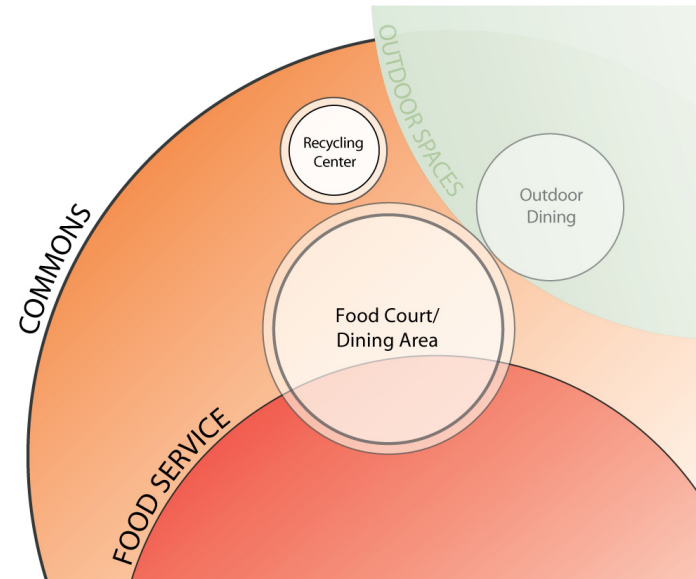 OUTDOOR SPACES
Recycling
Center
Outdoor
Dining
COMMONS
Food Court/
Dining Area
FOOD SERVICE